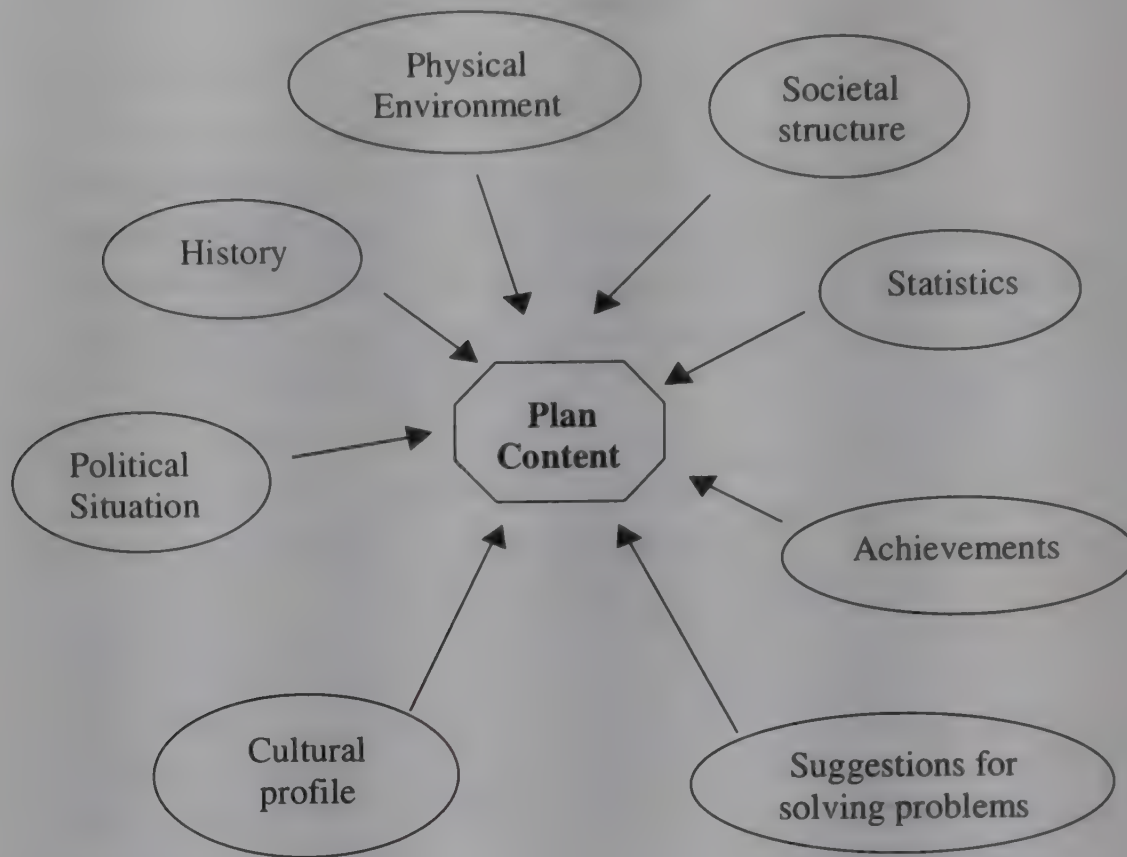 Physical
Environment
Societal
structure
History
Statistics
Plan
Content
Political
Situation
Achievements
Cultural
profile
Suggestions for
solving problems